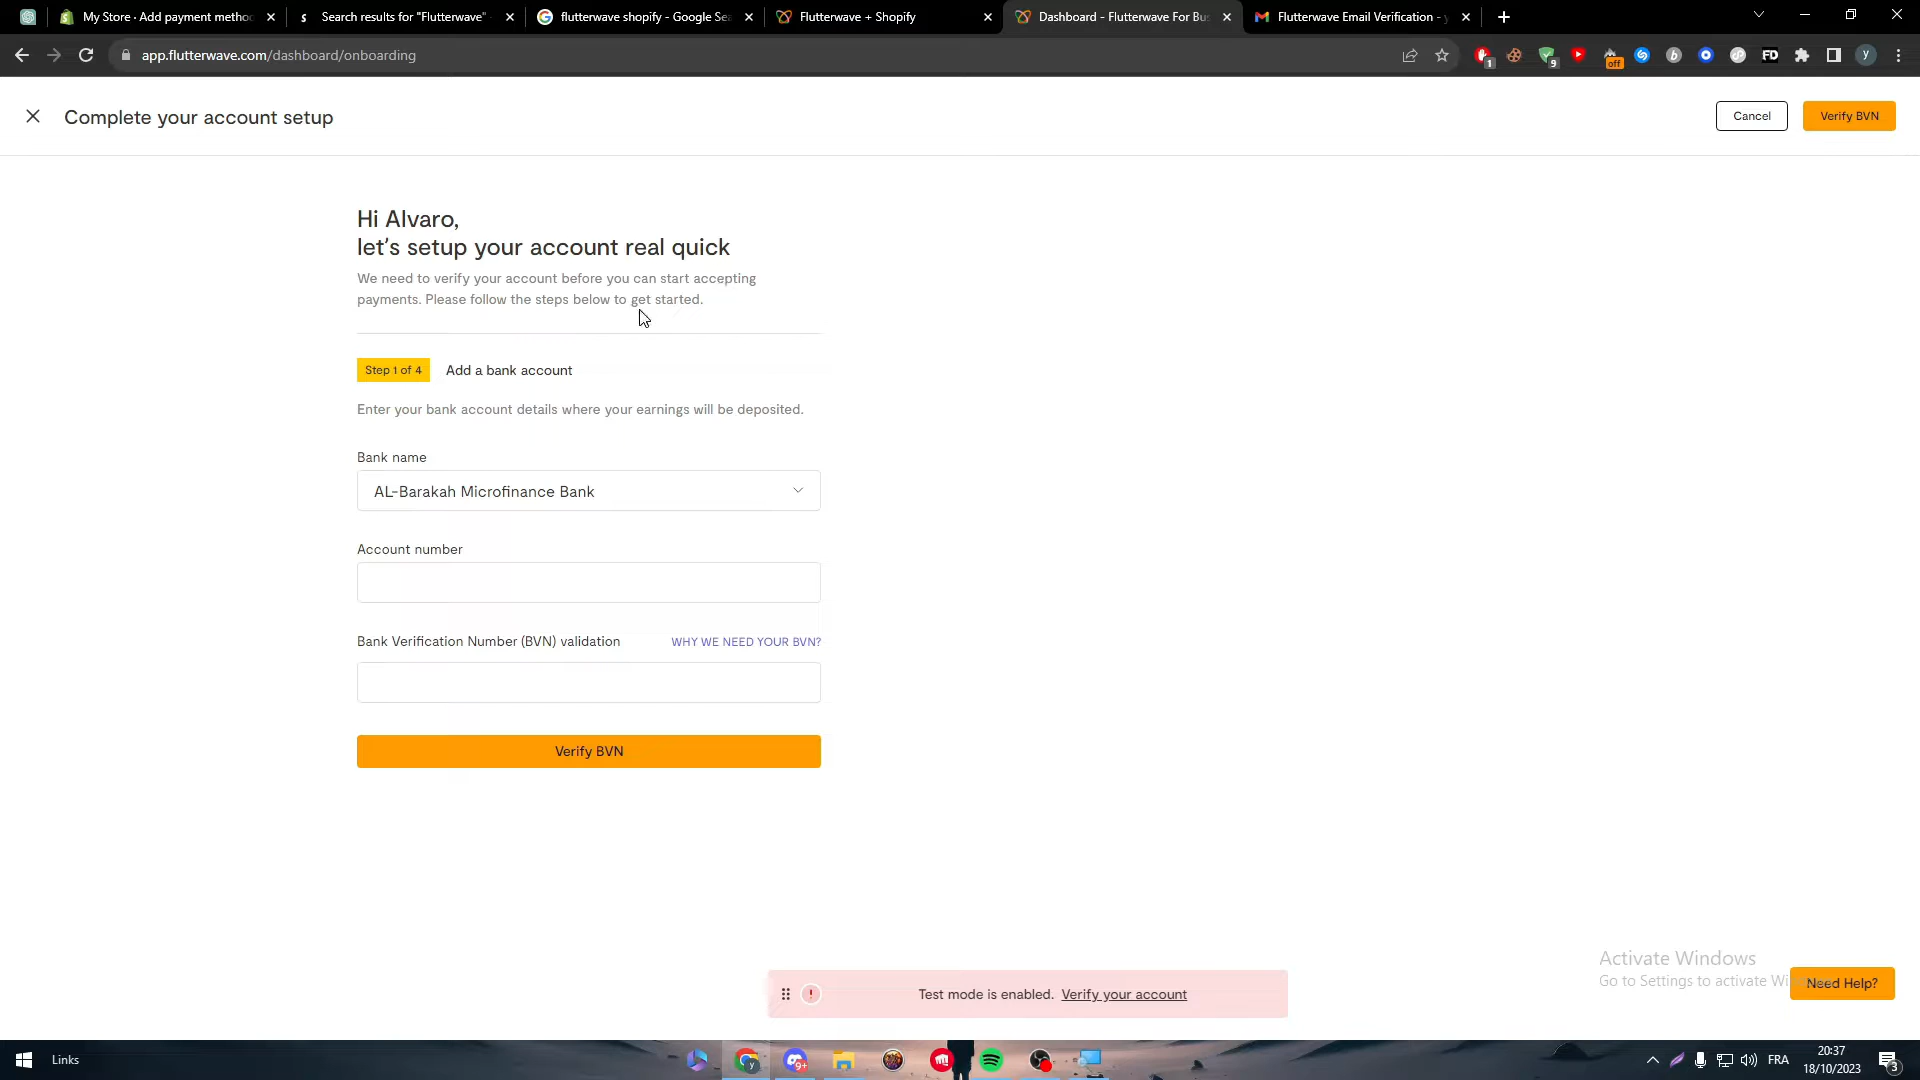 My Store · Add payment metho
Search results for "Flutterwave"
flutterwave shopify - Google Se
Flutterwave + Shopify
Dashboard - Flutterwave For Bu
Flutterwave Email Verification -
app.flutterwave.com/dashboard/onboarding
1
9
off
b
FD
y
Complete your account setup
Cancel
Verify BVN
Hi Alvaro,
let's setup your account real quick
We need to verify your account before you can start accepting
payments. Please follow the steps below to get started.
Step 1 of 4
Add a bank account
Enter your bank account details where your earnings will be deposited.
Bank name
AL-Barakah Microfinance Bank
Account number
Bank Verification Number (BVN) validation
WHY WE NEED YOUR BVN?
Verify BVN
Activate Windows
Go to Settings to activate Wi
Need Help?
Test mode is enabled. Verify your account
Links
9+
FRA
20:37
18/10/2023
3